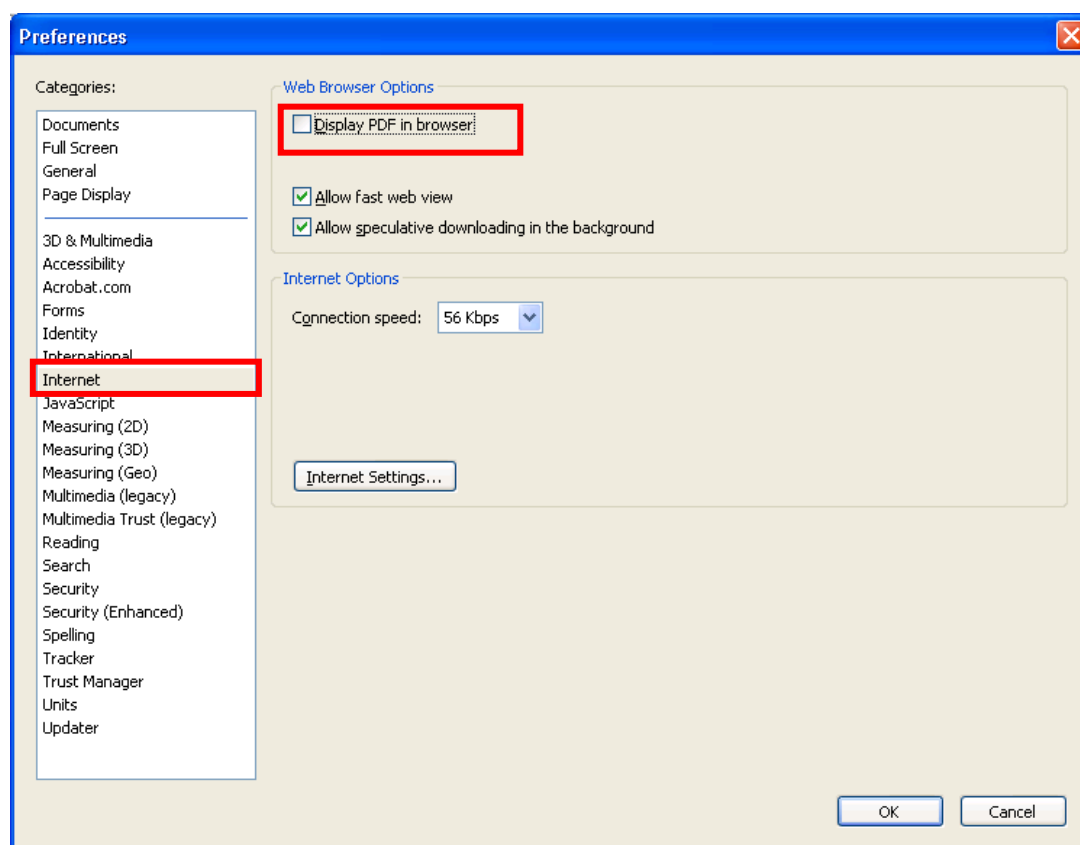 Preferences
Categories:
Documents
Full Screen
General
Page Display
3D & Multimedia
Accessibility
Acrobat.com
Forms
Identity
International
Internet
JavaScript
Measuring (2D)
Measuring (3D)
Measuring (Geo)
Multimedia (legacy)
Multimedia Trust (legacy)
Reading
Search
Security
Security (Enhanced)
Spelling
Tracker
Trust Manager
Units
Updater
Web Browser Options
Display PDF in browser
Allow fast web view
Allow speculative downloading in the background
Internet Options
Connection speed: 56 Kbps
Internet Settings...
OK Cancel